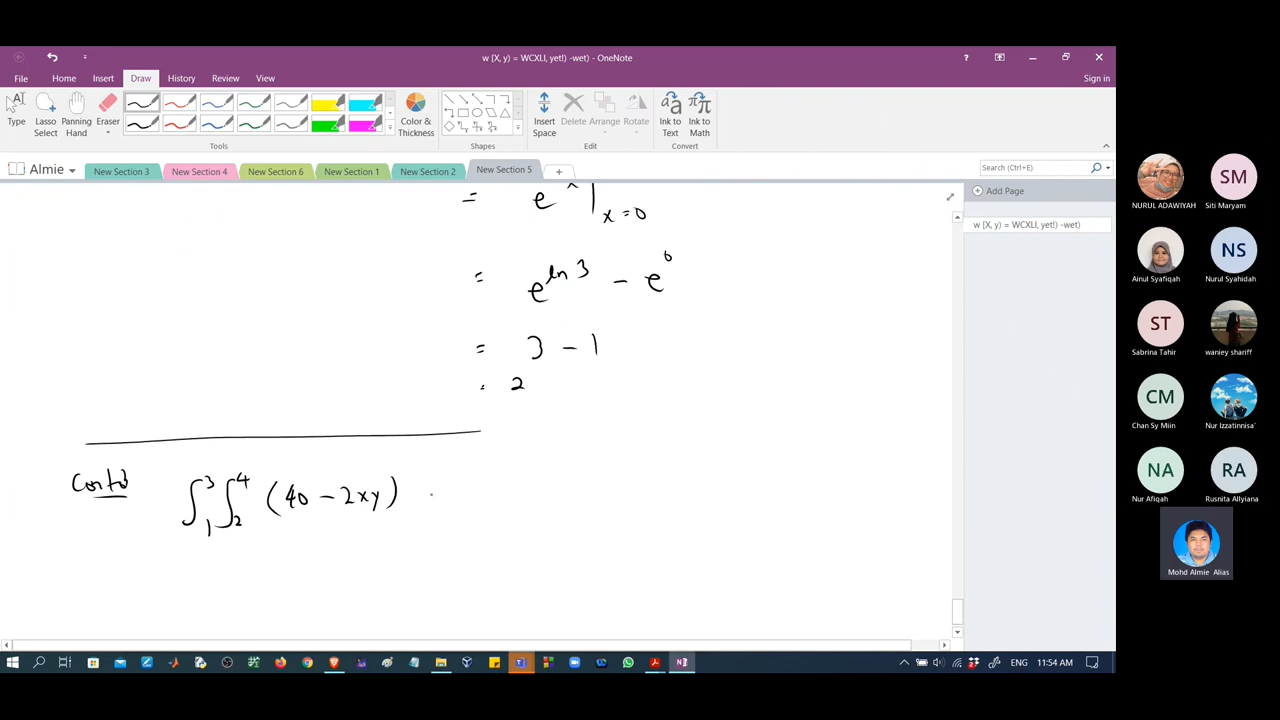 w [X, y) = WCXLI, yet!) -wet) - OneNote
File Home Insert Draw History Review View Sign in
Type Lasso Select Panning Hand Eraser Color & Thickness Insert Space Delete Arrange Rotate Ink to Text Ink to Math
Tools Shapes Edit Convert
Almie New Section 3 New Section 4 New Section 6 New Section 1 New Section 2 New Section 5 Search (Ctrl+E)
Add Page
w [X, y) = WCXLI, yet!) -wet)
= e^x |_{x=0}
= e^{ln 3} - e^0
= 3 - 1
= 2
Cont'd ∫_1^3 ∫_2^4 (40 - 2xy)
NURUL ADAWIYAH
SM
Siti Maryam
Ainul Syafiqah
NS
Nurul Syahidah
ST
Sabrina Tahir
waniey shariff
CM
Chan Sy Miin
Nur Izzatinnisa'
NA
Nur Afiqah
RA
Rusnita Allyiana
Mohd Almie Alias
ENG 11:54 AM